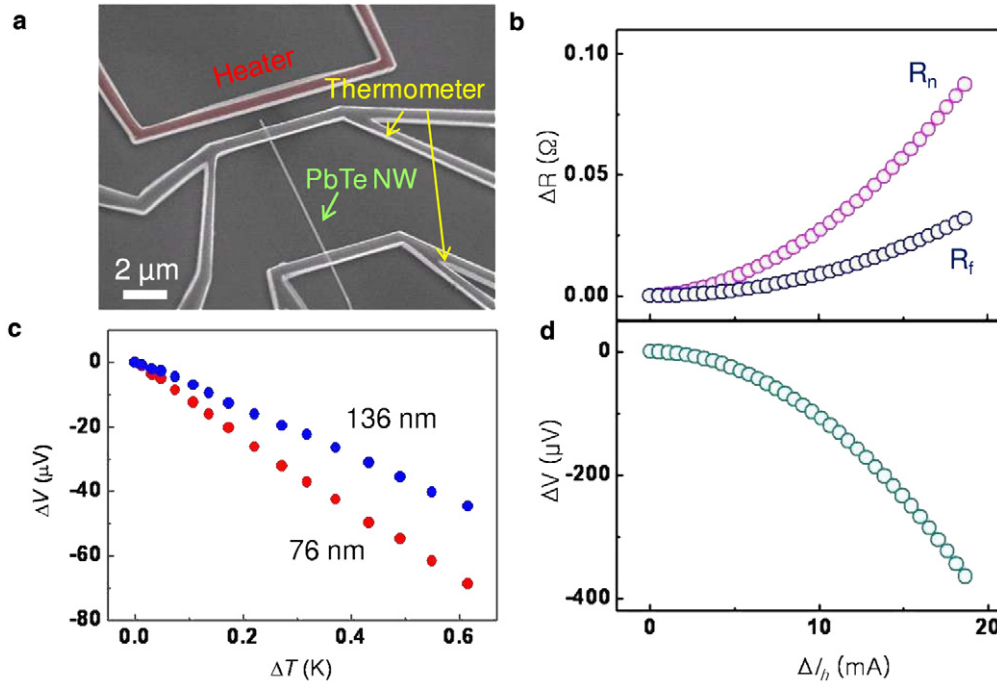 a
Heater
Thermometer
PbTe NW
2 μm
b
0.10
0.05
0.00
ΔR (Ω)
Rₙ
R_f
c
0
-20
-40
-60
-80
ΔV (μV)
136 nm
76 nm
0.0 0.2 0.4 0.6
ΔT (K)
d
0
-200
-400
ΔV (μV)
0 10 20
ΔI_h (mA)